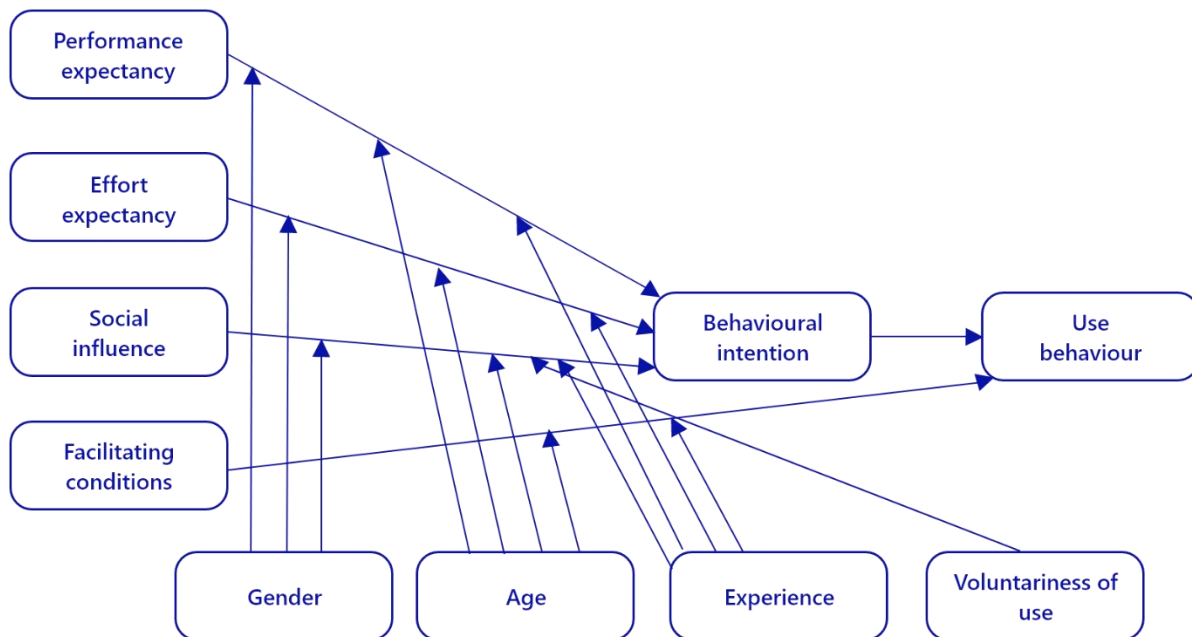 Performance
expectancy
Effort
expectancy
Social
influence
Behavioural
intention
Use
behaviour
Facilitating
conditions
Gender
Age
Experience
Voluntariness of
use